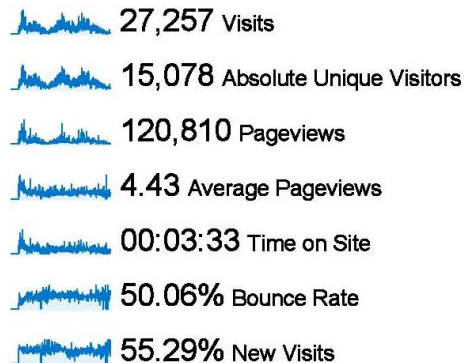 27,257 Visits
15,078 Absolute Unique Visitors
120,810 Pageviews
4.43 Average Pageviews
00:03:33 Time on Site
50.06% Bounce Rate
55.29% New Visits